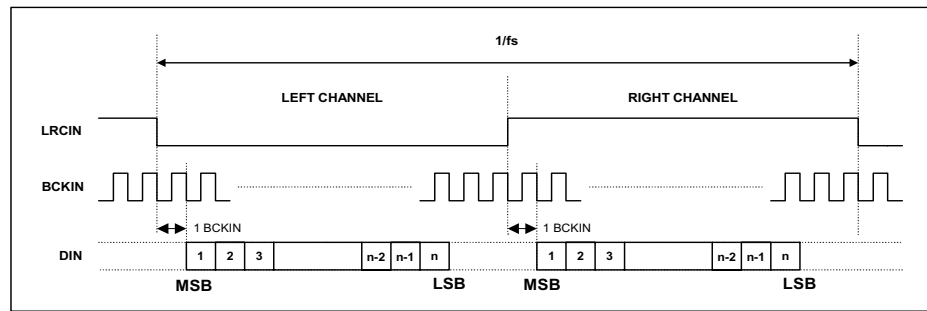 1/fs
LEFT CHANNEL RIGHT CHANNEL
LRCIN
BCKIN
1 BCKIN 1 BCKIN
DIN 1 2 3 n-2 n-1 n 1 2 3 n-2 n-1 n
MSB LSB MSB LSB